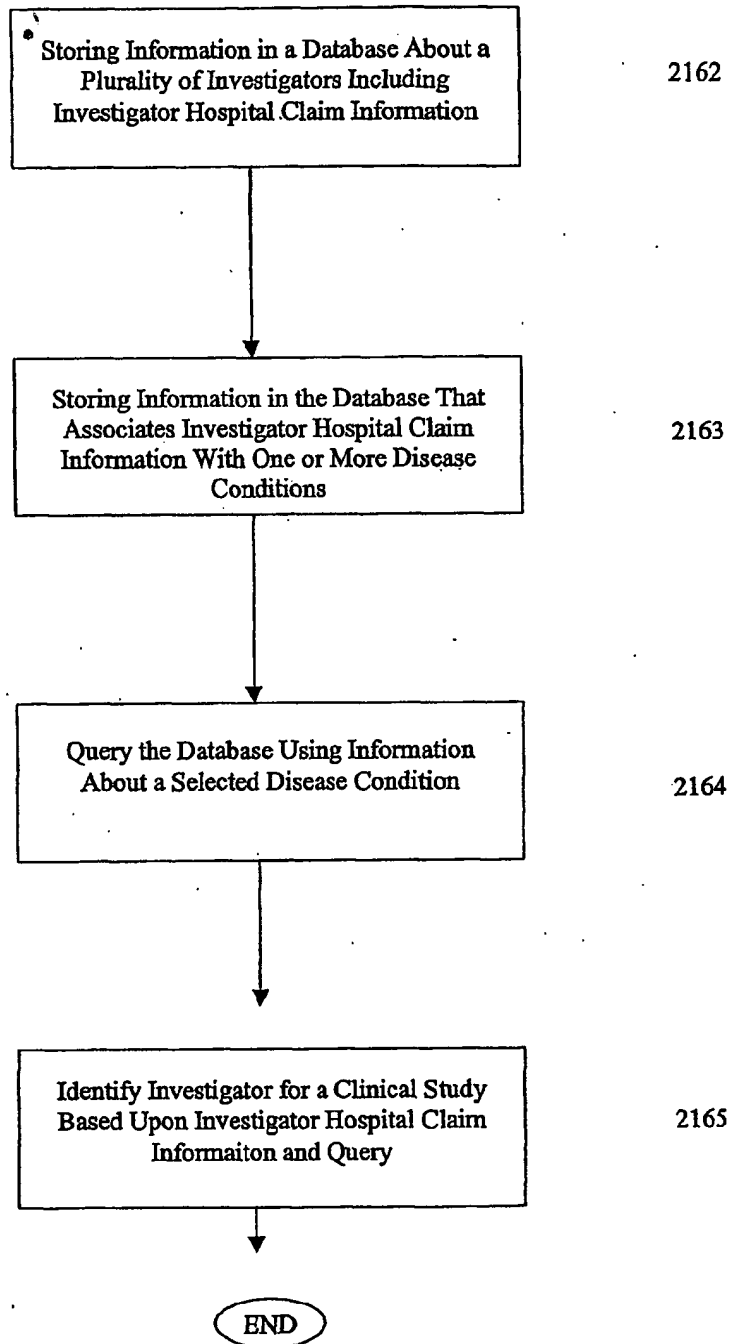 Storing Information in a Database About a
Plurality of Investigators Including
Investigator Hospital Claim Information
2162
Storing Information in the Database That
Associates Investigator Hospital Claim
Information With One or More Disease
Conditions
2163
Query the Database Using Information
About a Selected Disease Condition
2164
Identify Investigator for a Clinical Study
Based Upon Investigator Hospital Claim
Informaiton and Query
2165
END